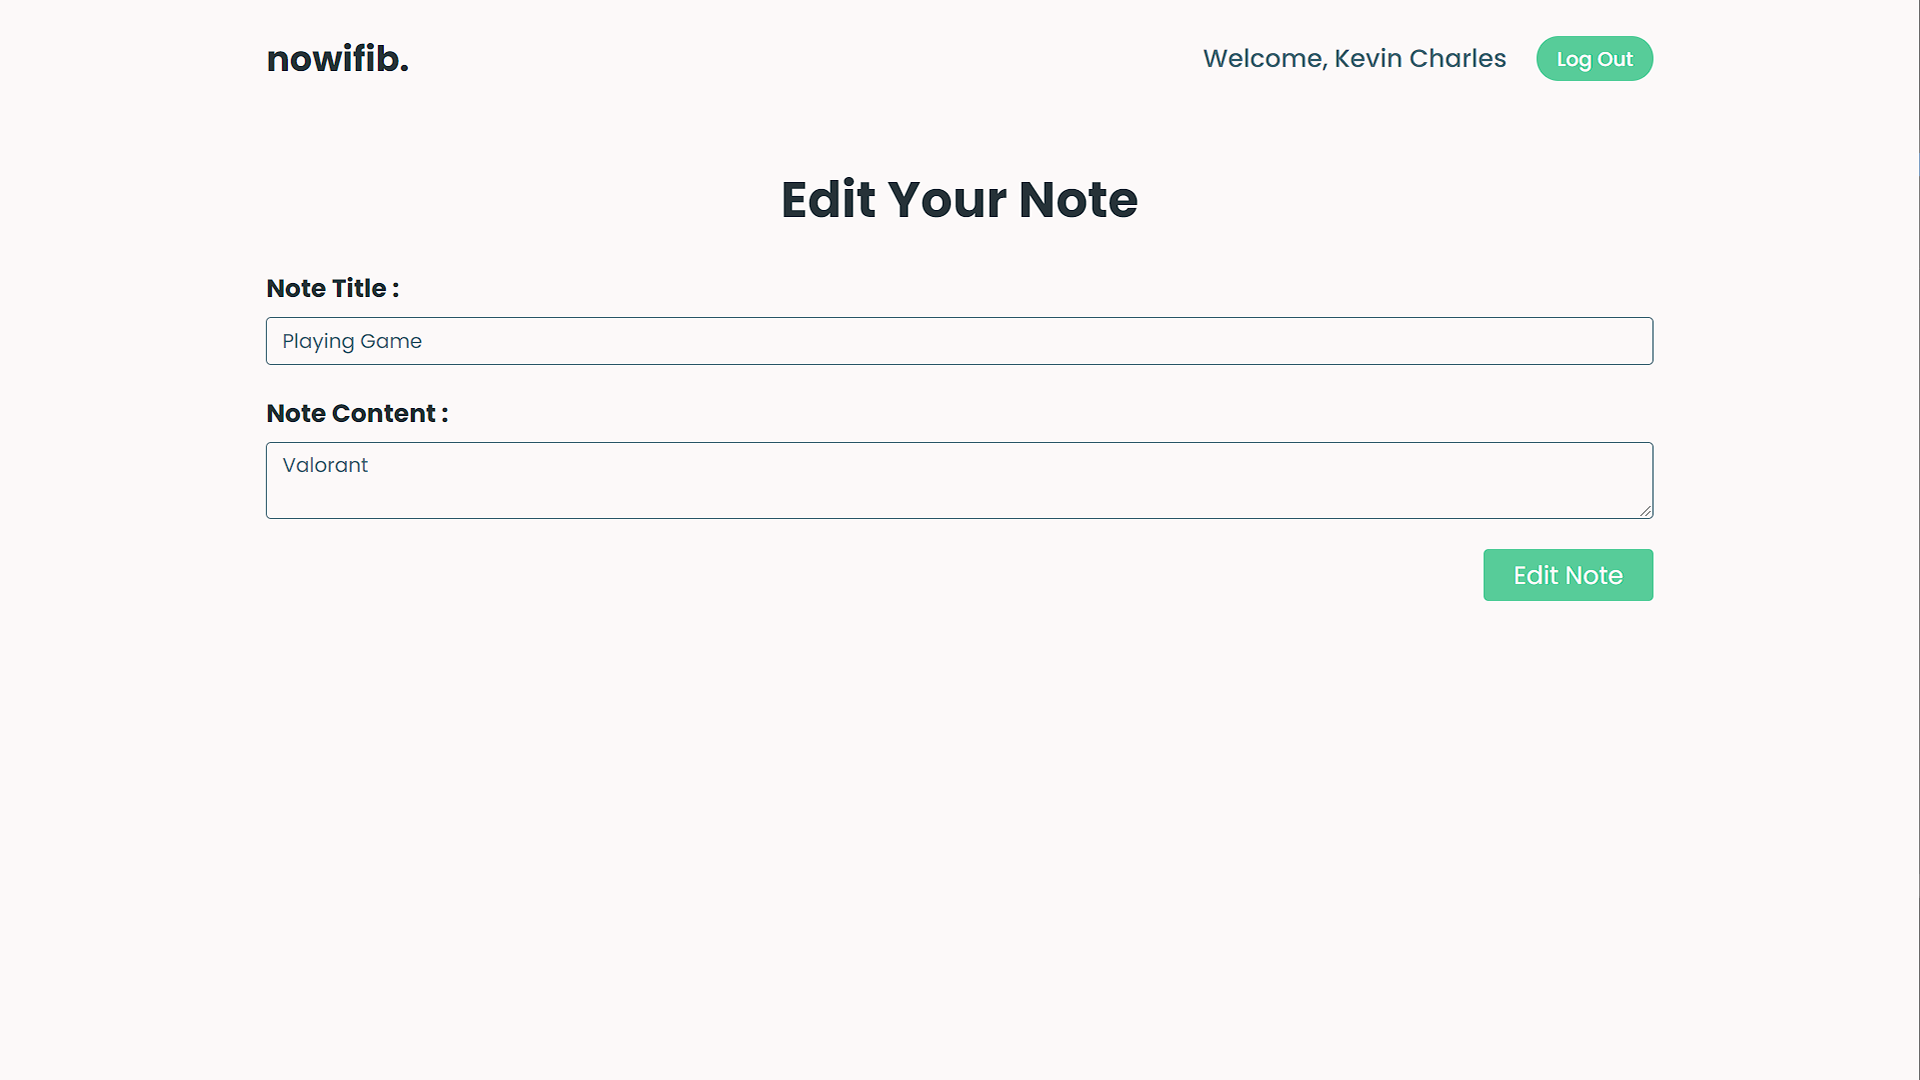 nowifib.
Welcome, Kevin Charles
Log Out
Edit Your Note
Note Title :
Playing Game
Note Content :
Valorant
Edit Note